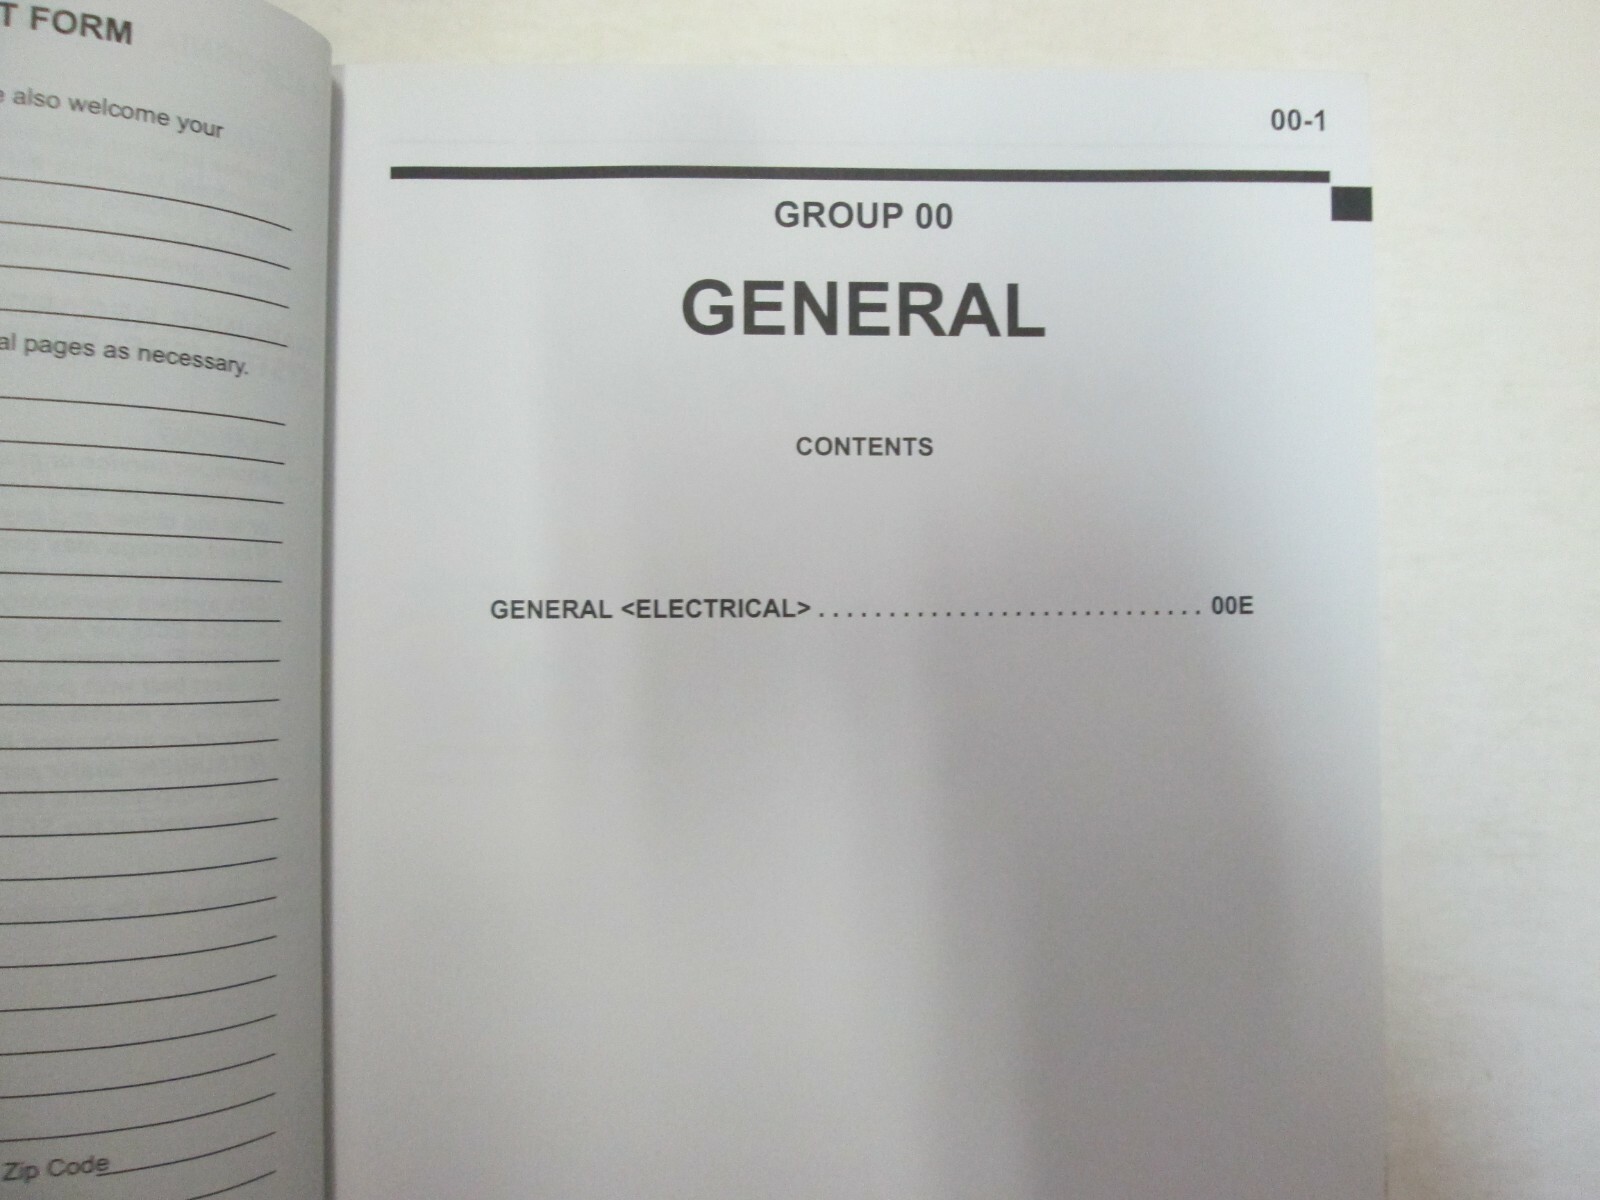 T FORM
also welcome your
al pages as necessary.
Zip Code
00-1
GROUP 00
GENERAL
CONTENTS
GENERAL <ELECTRICAL> . . . . . . . . . . . . . . . . . . . . . . . . . . . . 00E